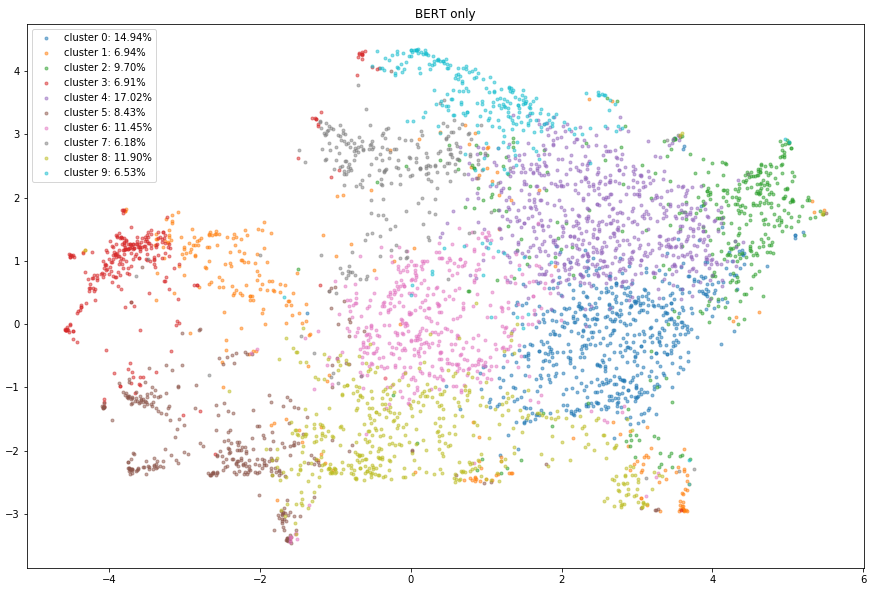 BERT only
cluster 0: 14.94%
cluster 1: 6.94%
cluster 2: 9.70%
cluster 3: 6.91%
cluster 4: 17.02%
cluster 5: 8.43%
cluster 6: 11.45%
cluster 7: 6.18%
cluster 8: 11.90%
cluster 9: 6.53%
4
3
2
1
0
−1
−2
−3
−4 −2 0 2 4 6